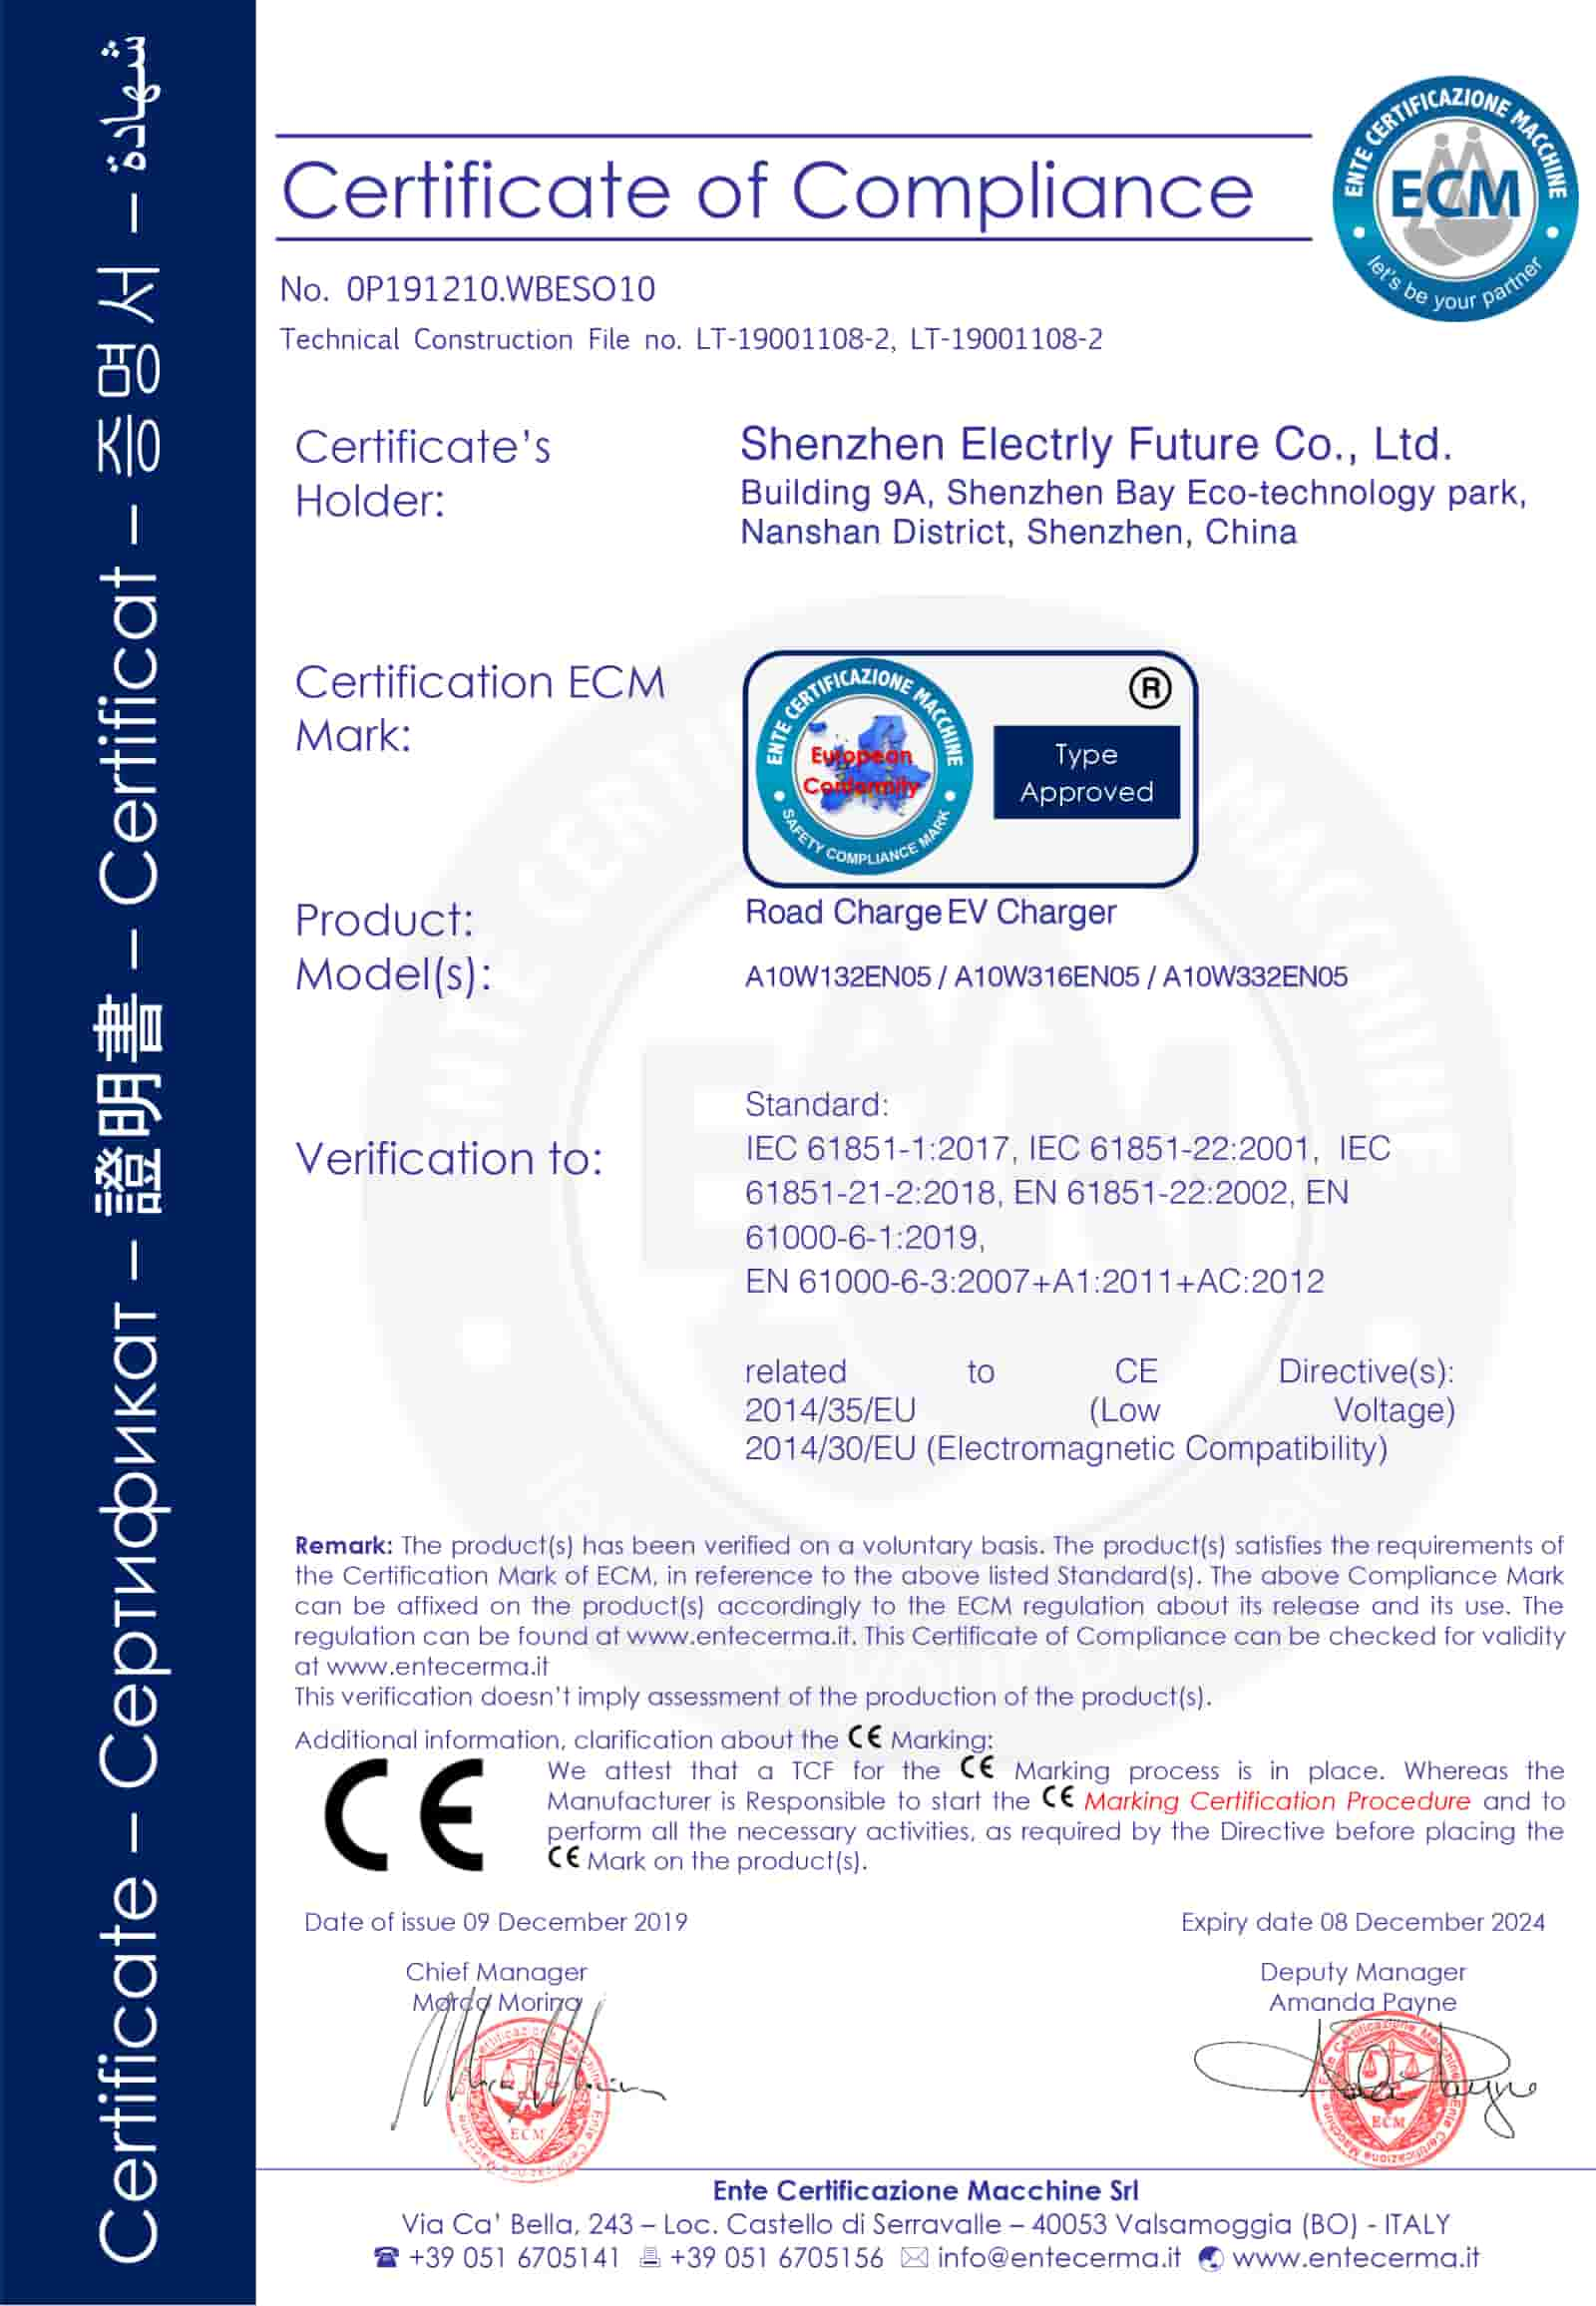 Certificate – Сертификат – 證明書 – Certificat – 증명서 – شهادة
Certificate of Compliance
ENTE CERTIFICAZIONE MACCHINE
ECM
let's be your partner
No. 0P191210.WBESO10
Technical Construction File no. LT-19001108-2, LT-19001108-2
Certificate's
Holder:
Shenzhen Electrly Future Co., Ltd.
Building 9A, Shenzhen Bay Eco-technology park,
Nanshan District, Shenzhen, China
Certification ECM
Mark:
ENTE CERTIFICAZIONE MACCHINE
European
Conformity
SAFETY COMPLIANCE MARK
®
Type
Approved
Product:
Road Charge EV Charger
Model(s):
A10W132EN05 / A10W316EN05 / A10W332EN05
Verification to:
Standard:
IEC 61851-1:2017, IEC 61851-22:2001, IEC
61851-21-2:2018, EN 61851-22:2002, EN
61000-6-1:2019,
EN 61000-6-3:2007+A1:2011+AC:2012
related to CE Directive(s):
2014/35/EU (Low Voltage)
2014/30/EU (Electromagnetic Compatibility)
Remark: The product(s) has been verified on a voluntary basis. The product(s) satisfies the requirements of
the Certification Mark of ECM, in reference to the above listed Standard(s). The above Compliance Mark
can be affixed on the product(s) accordingly to the ECM regulation about its release and its use. The
regulation can be found at www.entecerma.it. This Certificate of Compliance can be checked for validity
at www.entecerma.it
This verification doesn't imply assessment of the production of the product(s).
Additional information, clarification about the CE Marking:
CE
We attest that a TCF for the CE Marking process is in place. Whereas the
Manufacturer is Responsible to start the CE Marking Certification Procedure and to
perform all the necessary activities, as required by the Directive before placing the
CE Mark on the product(s).
Date of issue 09 December 2019
Expiry date 08 December 2024
Chief Manager
Marco Morina
Deputy Manager
Amanda Payne
ECM
ECM
Ente Certificazione Macchine Srl
Via Ca' Bella, 243 – Loc. Castello di Serravalle – 40053 Valsamoggia (BO) - ITALY
☎ +39 051 6705141 +39 051 6705156 ✉ info@entecerma.it www.entecerma.it